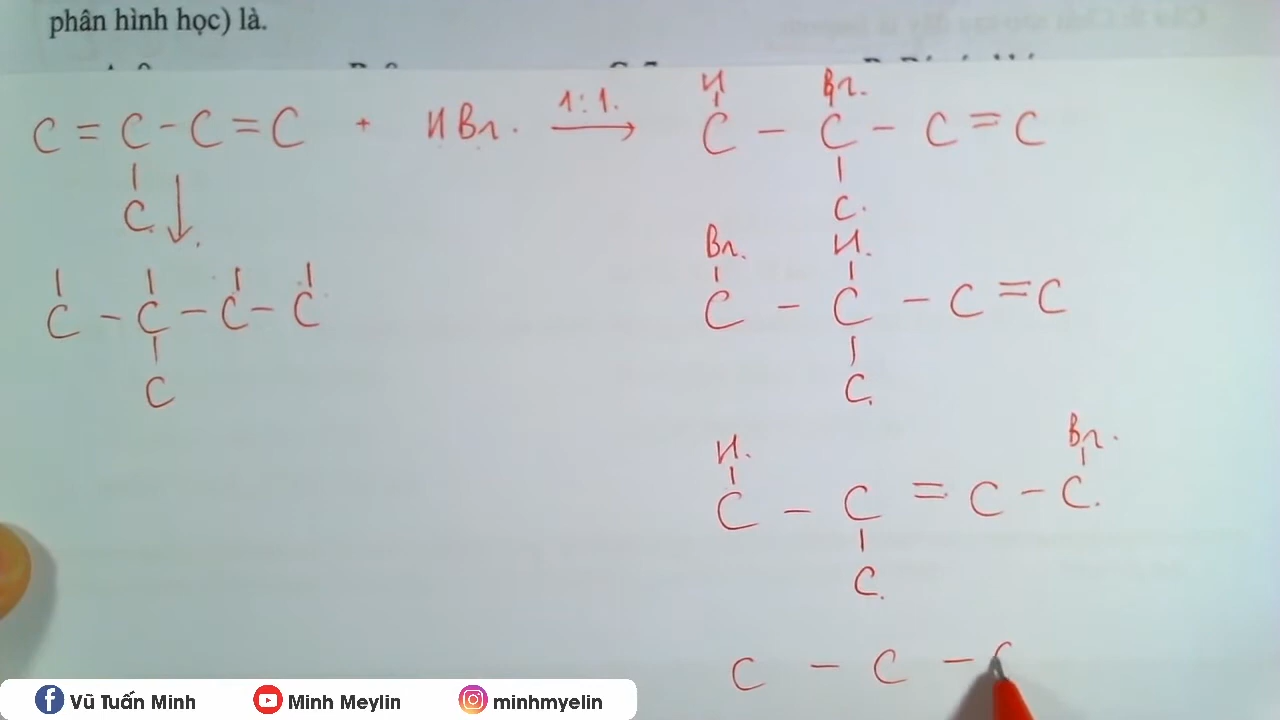 phân hình học) là.
C = C - C = C + HBr. 1:1. →
C.
C - C - C - C
C
H Br.
C - C - C = C
C.
Br. H.
C - C - C = C
C.
H. Br.
C - C = C - C.
C.
C - C - C
Vũ Tuấn Minh Minh Meylin minhmyelin